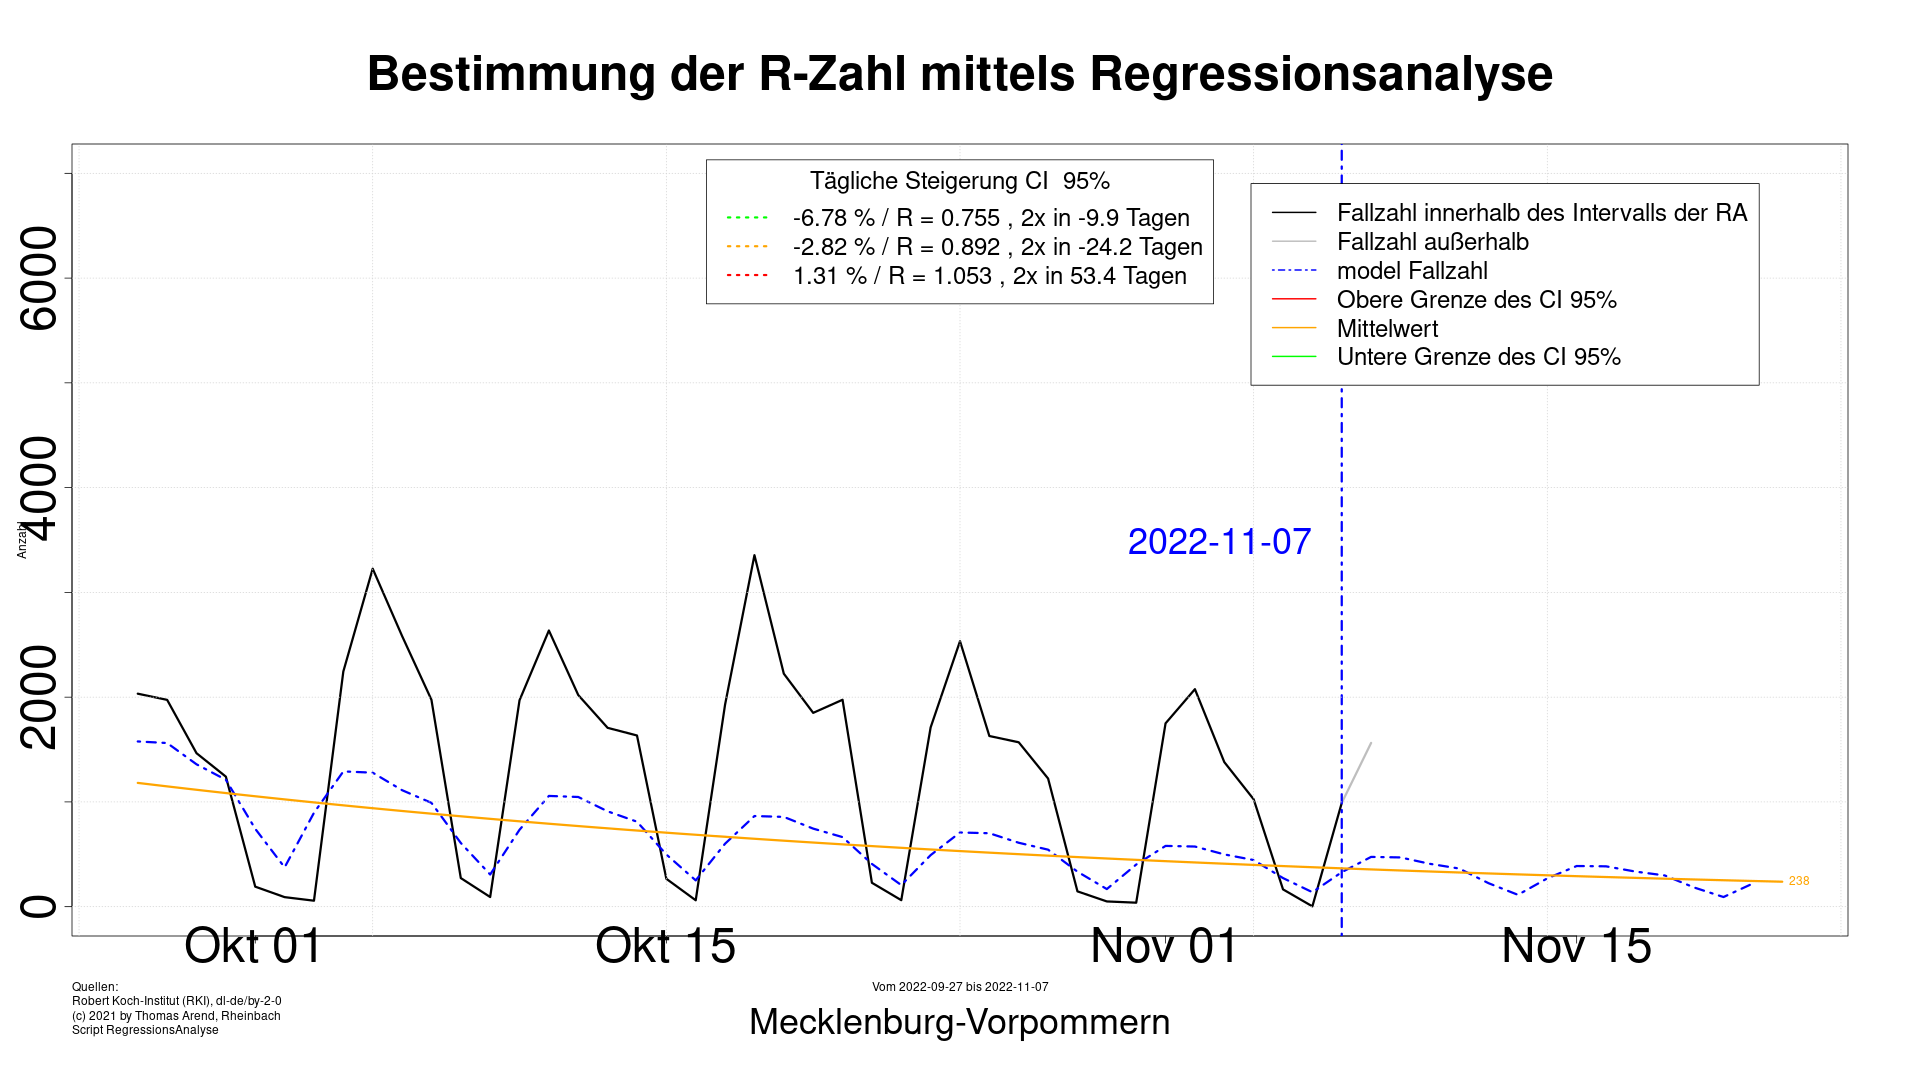 Bestimmung der R-Zahl mittels Regressionsanalyse
Tägliche Steigerung CI  95%
-6.78 % / R = 0.755 , 2x in -9.9 Tagen
-2.82 % / R = 0.892 , 2x in -24.2 Tagen
1.31 % / R = 1.053 , 2x in 53.4 Tagen
Fallzahl innerhalb des Intervalls der RA
Fallzahl außerhalb
model Fallzahl
Obere Grenze des CI 95%
Mittelwert
Untere Grenze des CI 95%
6000
4000
2000
0
Anzahl
2022-11-07
238
Okt 01
Okt 15
Nov 01
Nov 15
Quellen:
Robert Koch-Institut (RKI), dl-de/by-2-0
(c) 2021 by Thomas Arend, Rheinbach
Script RegressionsAnalyse
Vom 2022-09-27 bis 2022-11-07
Mecklenburg-Vorpommern